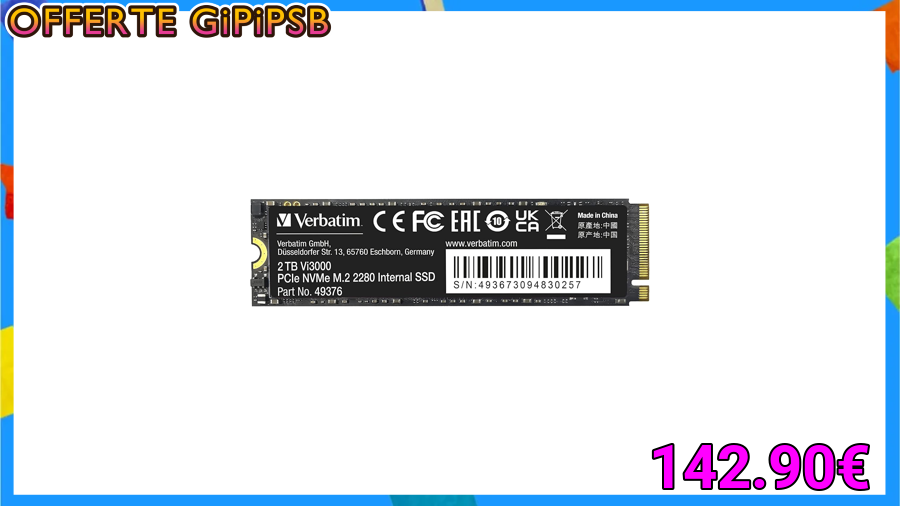 OFFERTE GiPiPSB
Verbatim
CE FC EAC 10 UK CA
Made in China
原產地:中國
原产地:中国
Verbatim GmbH,
Düsseldorfer Str. 13, 65760 Eschborn, Germany
www.verbatim.com
2 TB Vi3000
PCIe NVMe M.2 2280 Internal SSD
Part No. 49376
S/N:493673094830257
142.90€